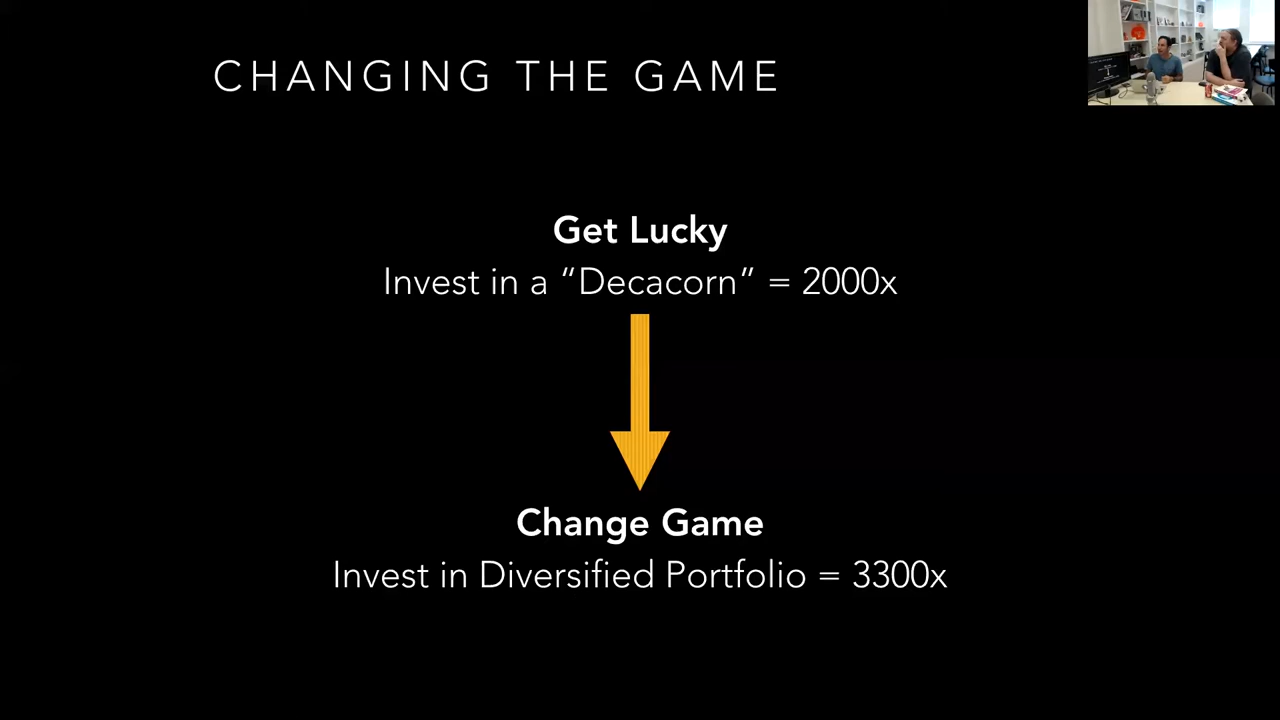 CHANGING THE GAME
Get Lucky
Invest in a “Decacorn” = 2000x
Change Game
Invest in Diversified Portfolio = 3300x